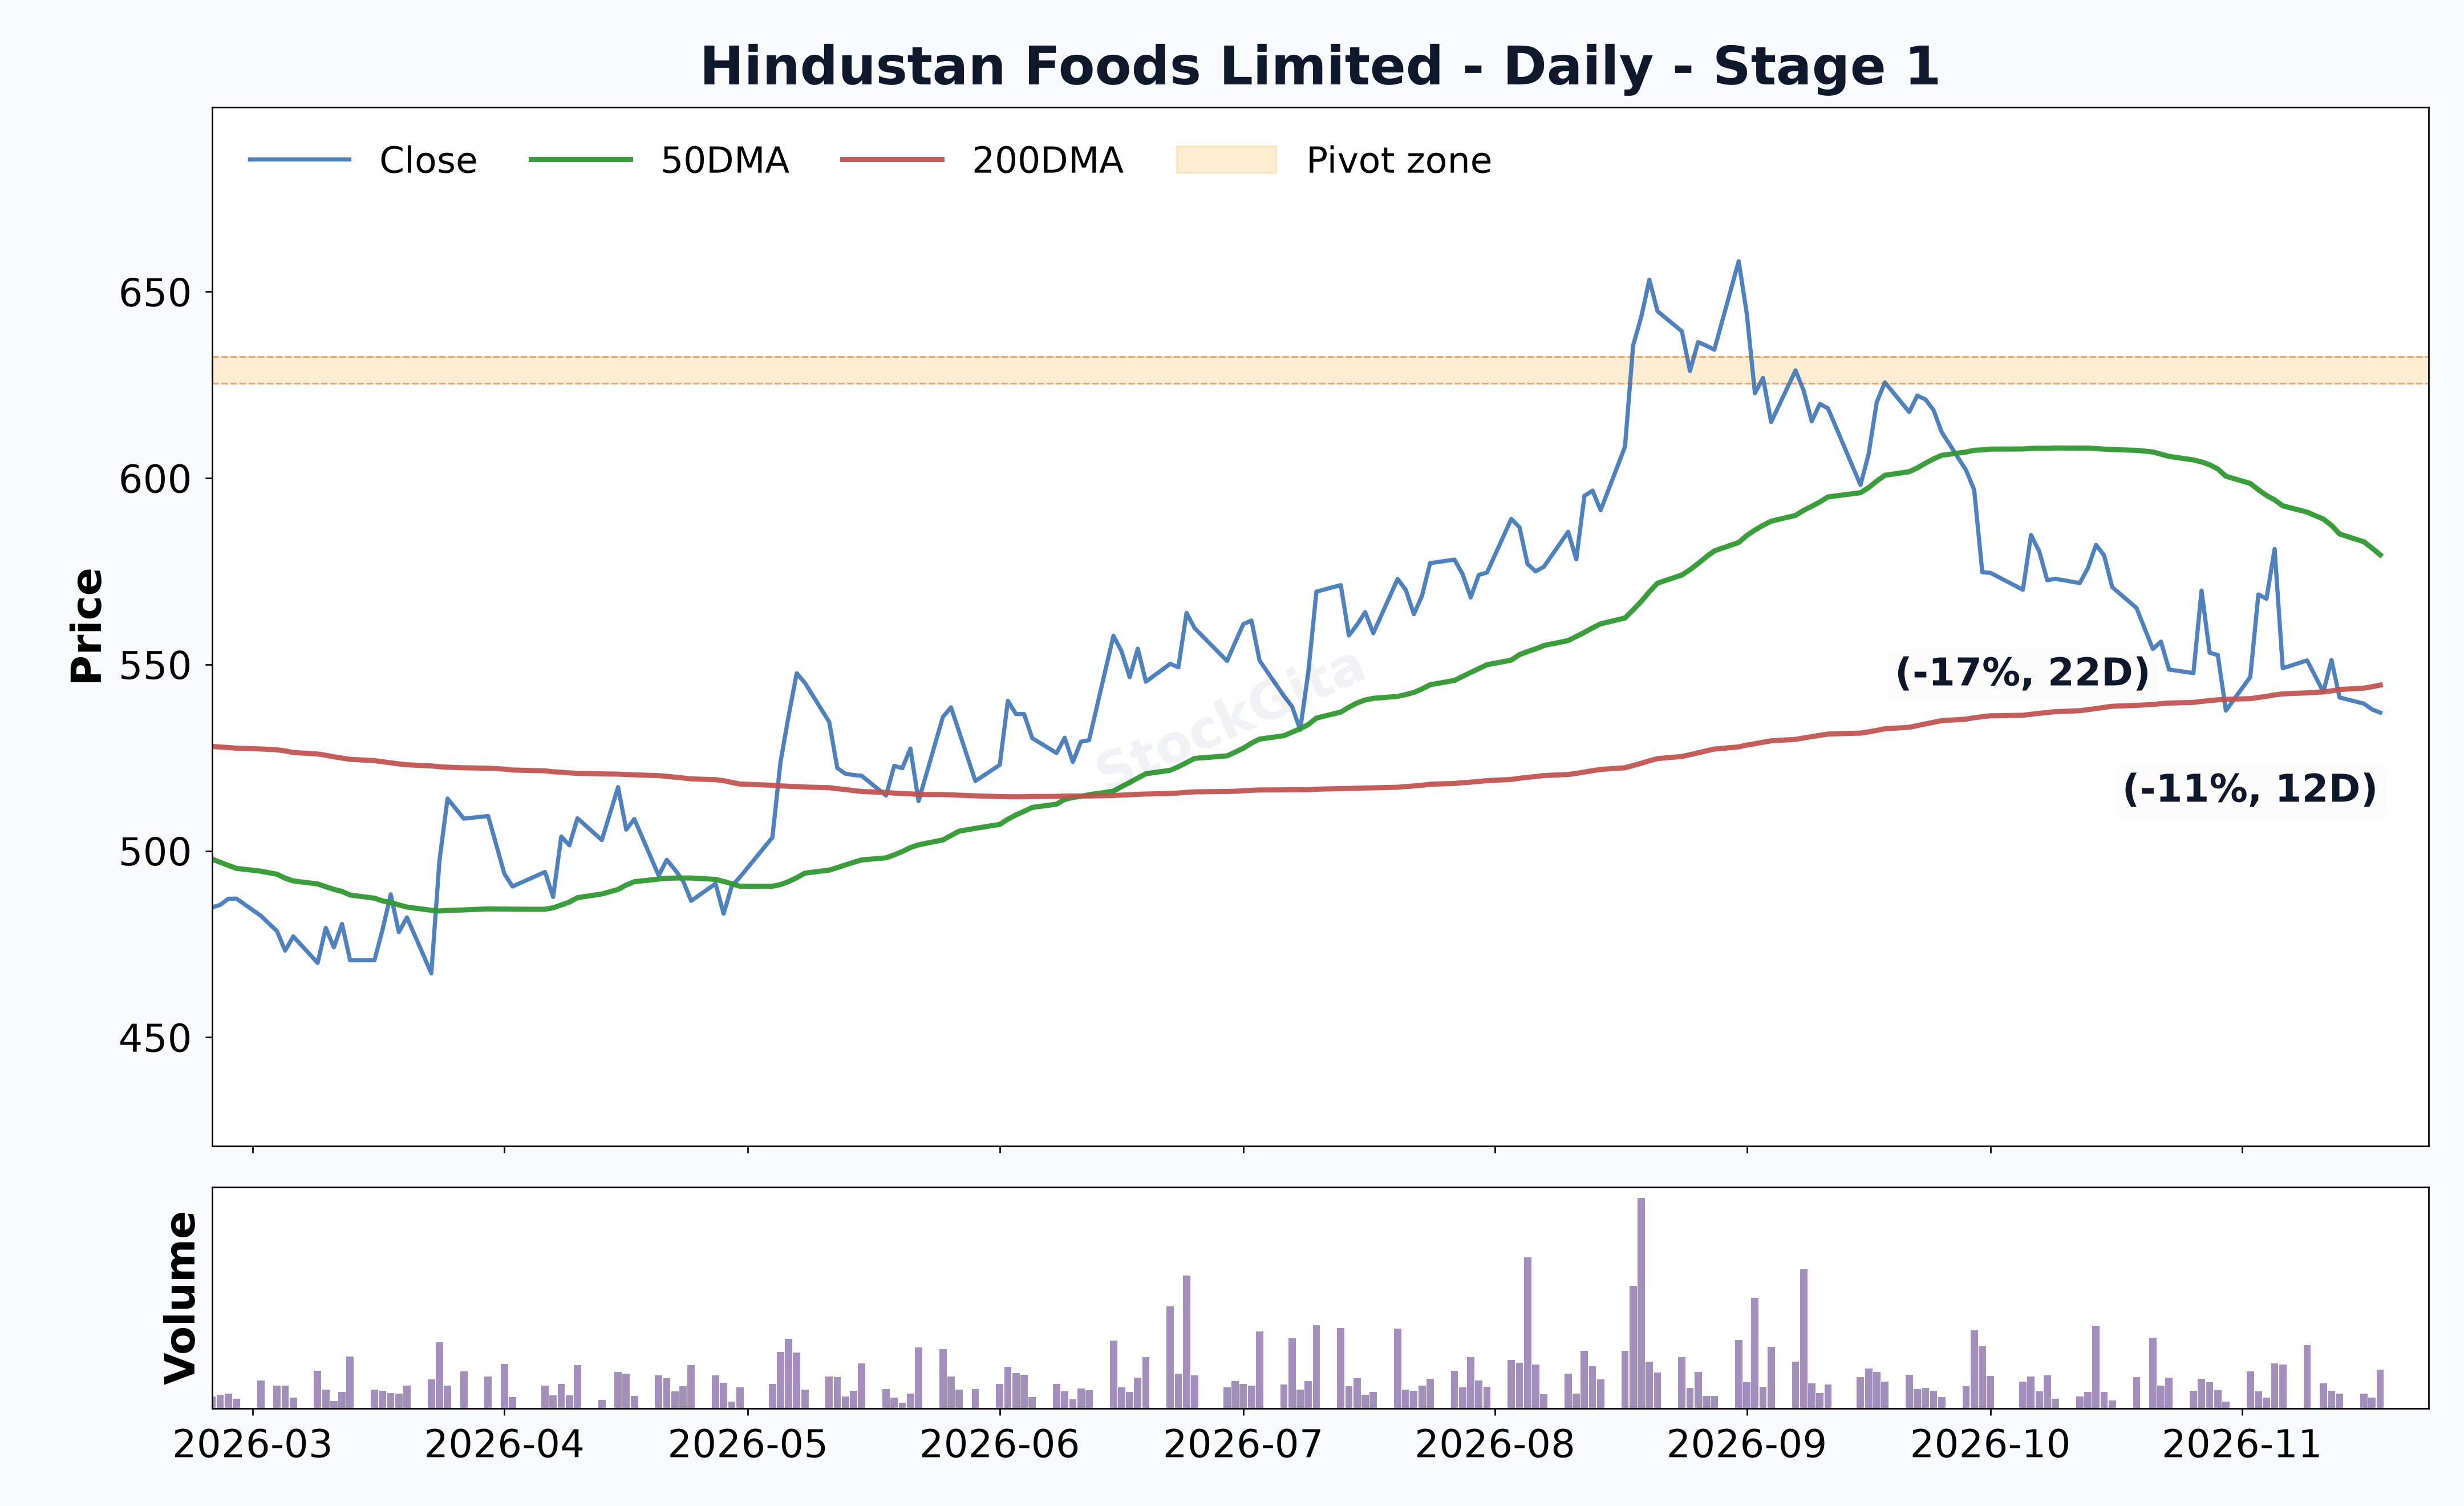 Hindustan Foods Limited - Daily - Stage 1
Close 50DMA 200DMA Pivot zone
Price
650
600
550
500
450
StockGita
(-17%, 22D)
(-11%, 12D)
Volume
2026-03 2026-04 2026-05 2026-06 2026-07 2026-08 2026-09 2026-10 2026-11